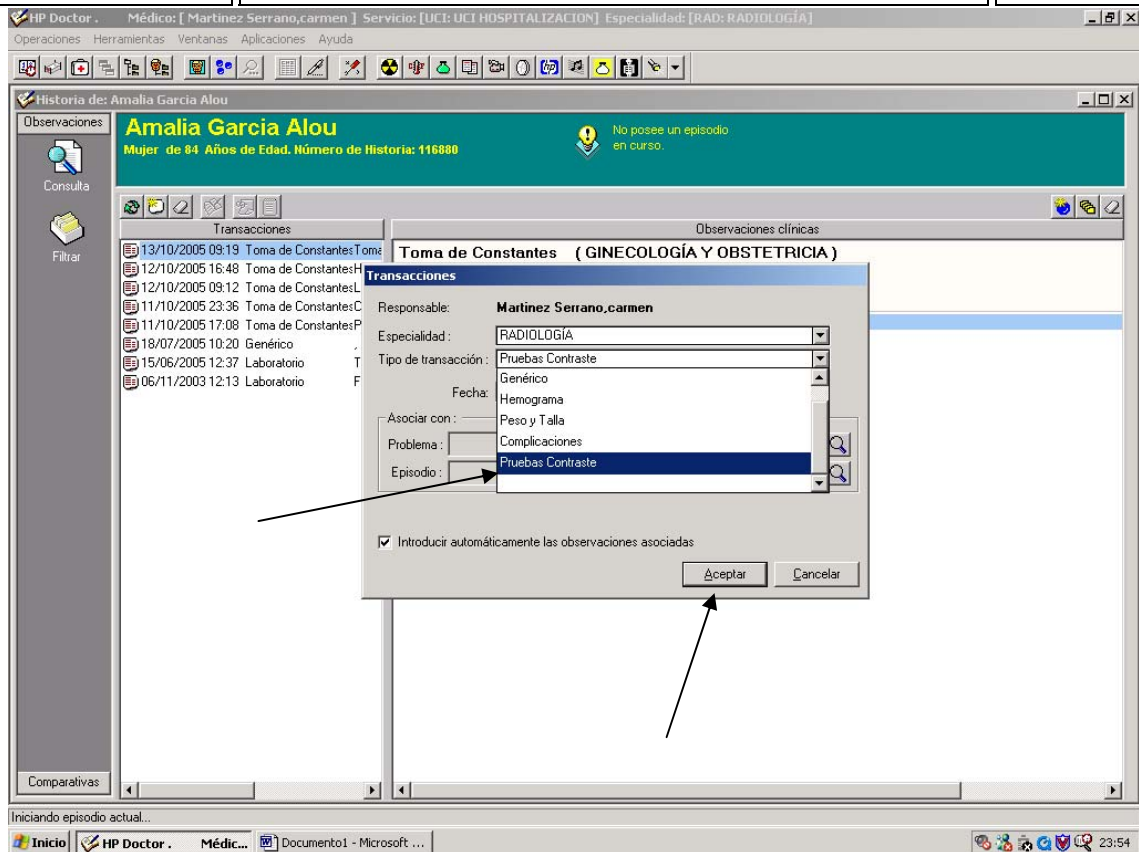 HP Doctor . Médico: [ Martinez Serrano,carmen ] Servicio: [UCI: UCI HOSPITALIZACION] Especialidad: [RAD: RADIOLOGÍA]
Operaciones Herramientas Ventanas Aplicaciones Ayuda
Historia de: Amalia Garcia Alou
Observaciones
Amalia Garcia Alou
Mujer de 84 Años de Edad. Número de Historia: 116880
No posee un episodio
en curso.
Consulta
Filtrar
Transacciones
Observaciones clínicas
13/10/2005 09:19 Toma de Constantes Toma
12/10/2005 16:48 Toma de Constantes H
12/10/2005 09:12 Toma de Constantes L
11/10/2005 23:36 Toma de Constantes C
11/10/2005 17:08 Toma de Constantes P
18/07/2005 10:20 Genérico ,
15/06/2005 12:37 Laboratorio T
06/11/2003 12:13 Laboratorio F
Toma de Constantes ( GINECOLOGÍA Y OBSTETRICIA )
Transacciones
Responsable: Martinez Serrano,carmen
Especialidad : RADIOLOGÍA
Tipo de transacción : Pruebas Contraste
Genérico
Hemograma
Peso y Talla
Complicaciones
Pruebas Contraste
Fecha:
Asociar con :
Problema :
Episodio :
Introducir automáticamente las observaciones asociadas
Aceptar Cancelar
Comparativas
Iniciando episodio actual...
Inicio HP Doctor . Médic... Documento1 - Microsoft ... 23:54